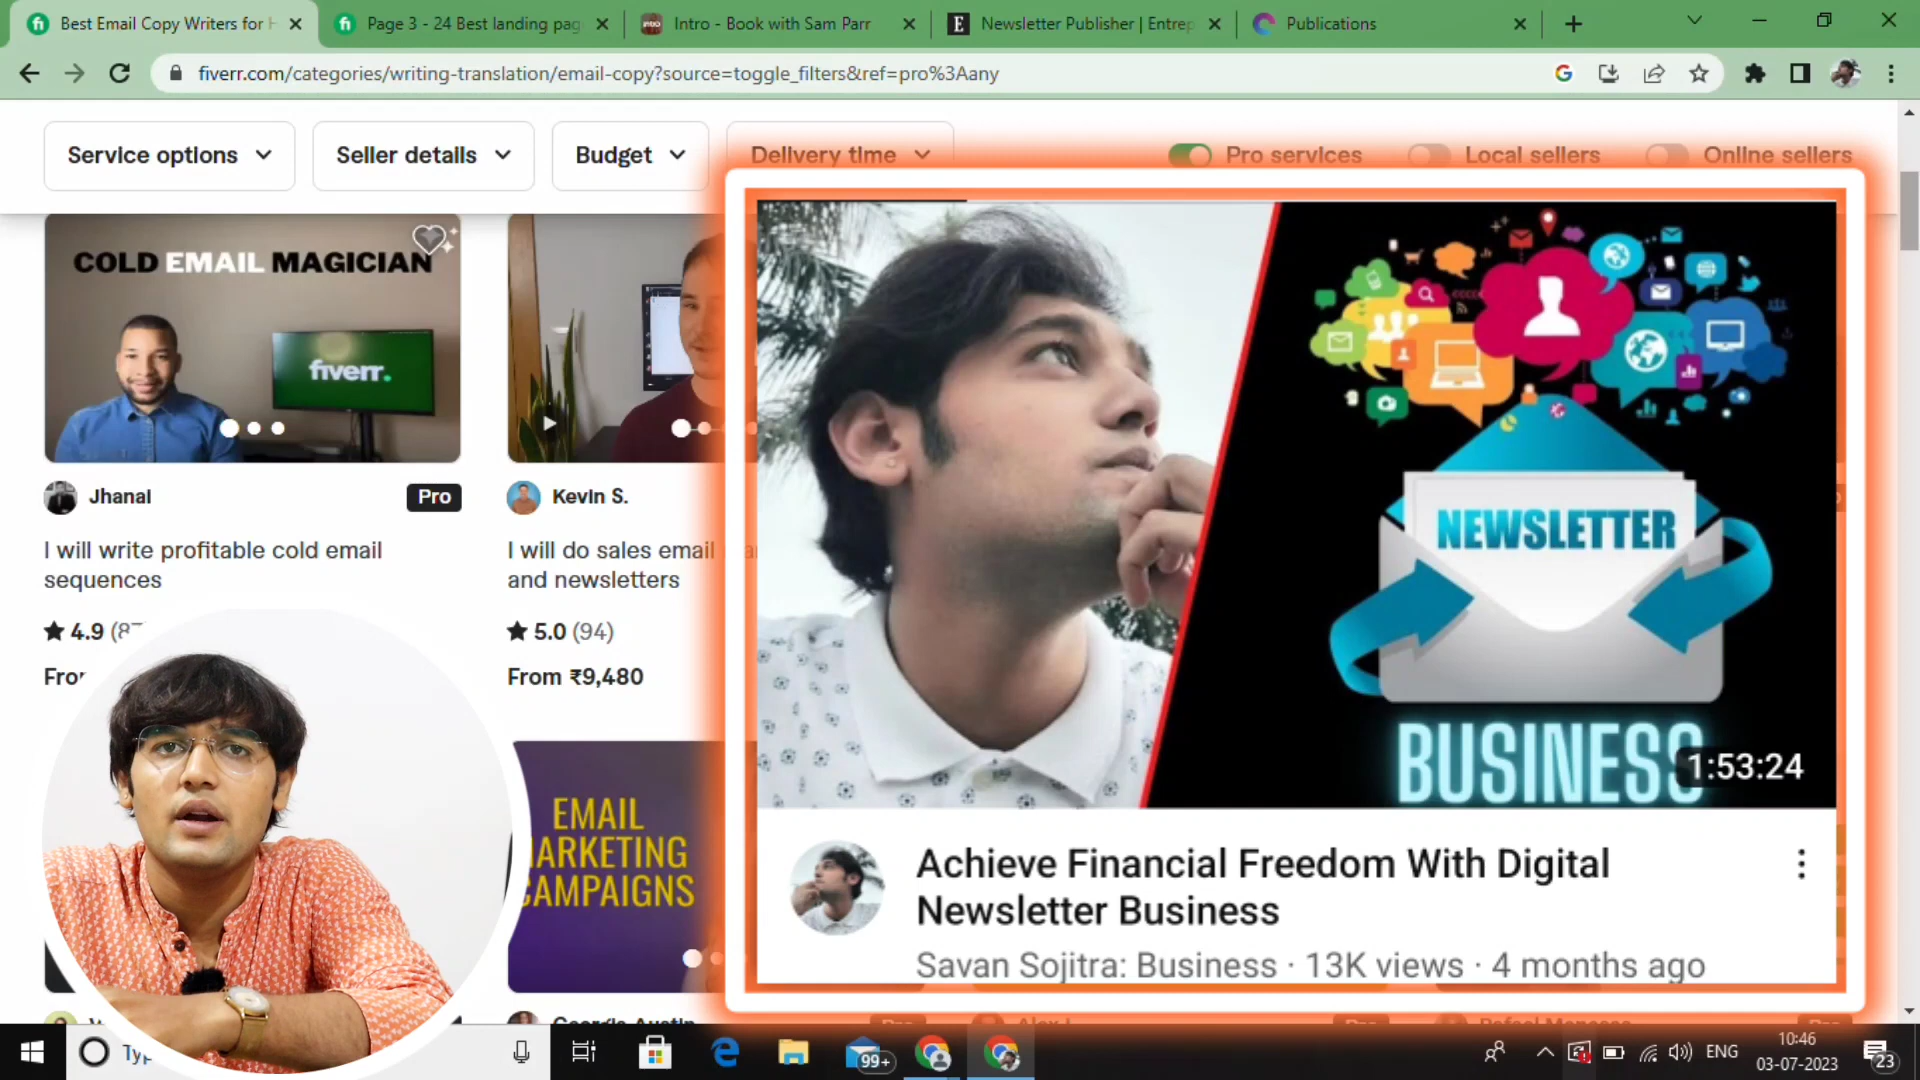 Best Email Copy Writers for H
Page 3 - 24 Best landing pag
Intro - Book with Sam Parr
Newsletter Publisher | Entrep
Publications
fiverr.com/categories/writing-translation/email-copy?source=toggle_filters&ref=pro%3Aany
Service options
Seller details
Budget
Delivery time
Pro services
Local sellers
Online sellers
COLD EMAIL MAGICIAN
fiverr.
Jhanal
Pro
Kevin S.
I will write profitable cold email
sequences
I will do sales email
and newsletters
4.9
5.0 (94)
From ₹9,480
EMAIL
MARKETING
CAMPAIGNS
NEWSLETTER
BUSINESS
1:53:24
Achieve Financial Freedom With Digital
Newsletter Business
Savan Sojitra: Business · 13K views · 4 months ago
Georgia Austin
99+
ENG
10:46
03-07-2023
23